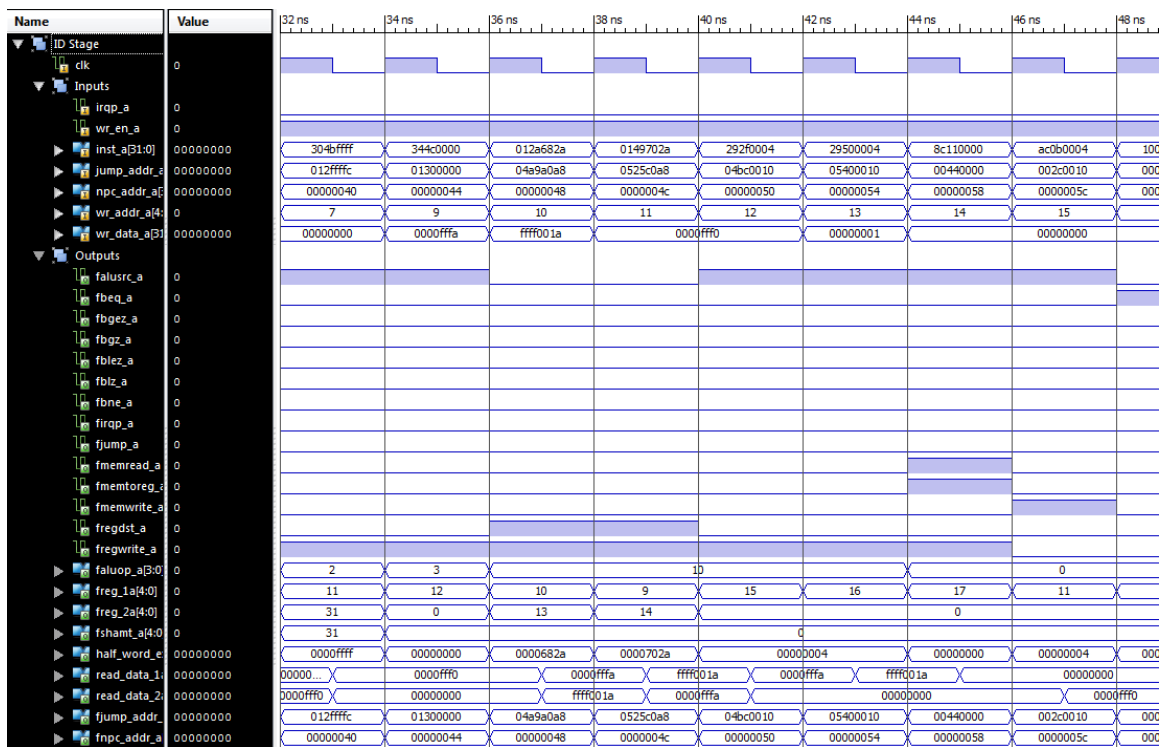 Name Value 32 ns 34 ns 36 ns 38 ns 40 ns 42 ns 44 ns 46 ns 48 ns
ID Stage
clk 0
Inputs
irqp_a 0
wr_en_a 0
inst_a[31:0] 00000000 304bffff 344c0000 012a682a 0149702a 292f0004 29500004 8c110000 ac0b0004 100
jump_addr_a 00000000 012ffffc 01300000 04a9a0a8 0525c0a8 04bc0010 05400010 00440000 002c0010 000
npc_addr_a[ 00000000 00000040 00000044 00000048 0000004c 00000050 00000054 00000058 0000005c 000
wr_addr_a[4: 0 7 9 10 11 12 13 14 15
wr_data_a[31 00000000 00000000 0000fffa ffff001a 0000fff0 00000001 00000000
Outputs
falusrc_a 0
fbeq_a 0
fbgez_a 0
fbgz_a 0
fblez_a 0
fblz_a 0
fbne_a 0
firqp_a 0
fjump_a 0
fmemread_a 0
fmemtoreg_a 0
fmemwrite_a 0
fregdst_a 0
fregwrite_a 0
faluop_a[3:0] 0 2 3 10 0
freg_1a[4:0] 0 11 12 10 9 15 16 17 11
freg_2a[4:0] 0 31 0 13 14 0
fshamt_a[4:0 0 31 0
half_word_e 00000000 0000ffff 00000000 0000682a 0000702a 00000004 00000000 00000004 000
read_data_1 00000000 00000... 0000fff0 0000fffa ffff001a 0000fffa ffff001a 00000000
read_data_2 00000000 0000fff0 00000000 ffff001a 0000fffa 00000000 0000fff0
fjump_addr_ 00000000 012ffffc 01300000 04a9a0a8 0525c0a8 04bc0010 05400010 00440000 002c0010 000
fnpc_addr_a 00000000 00000040 00000044 00000048 0000004c 00000050 00000054 00000058 0000005c 000